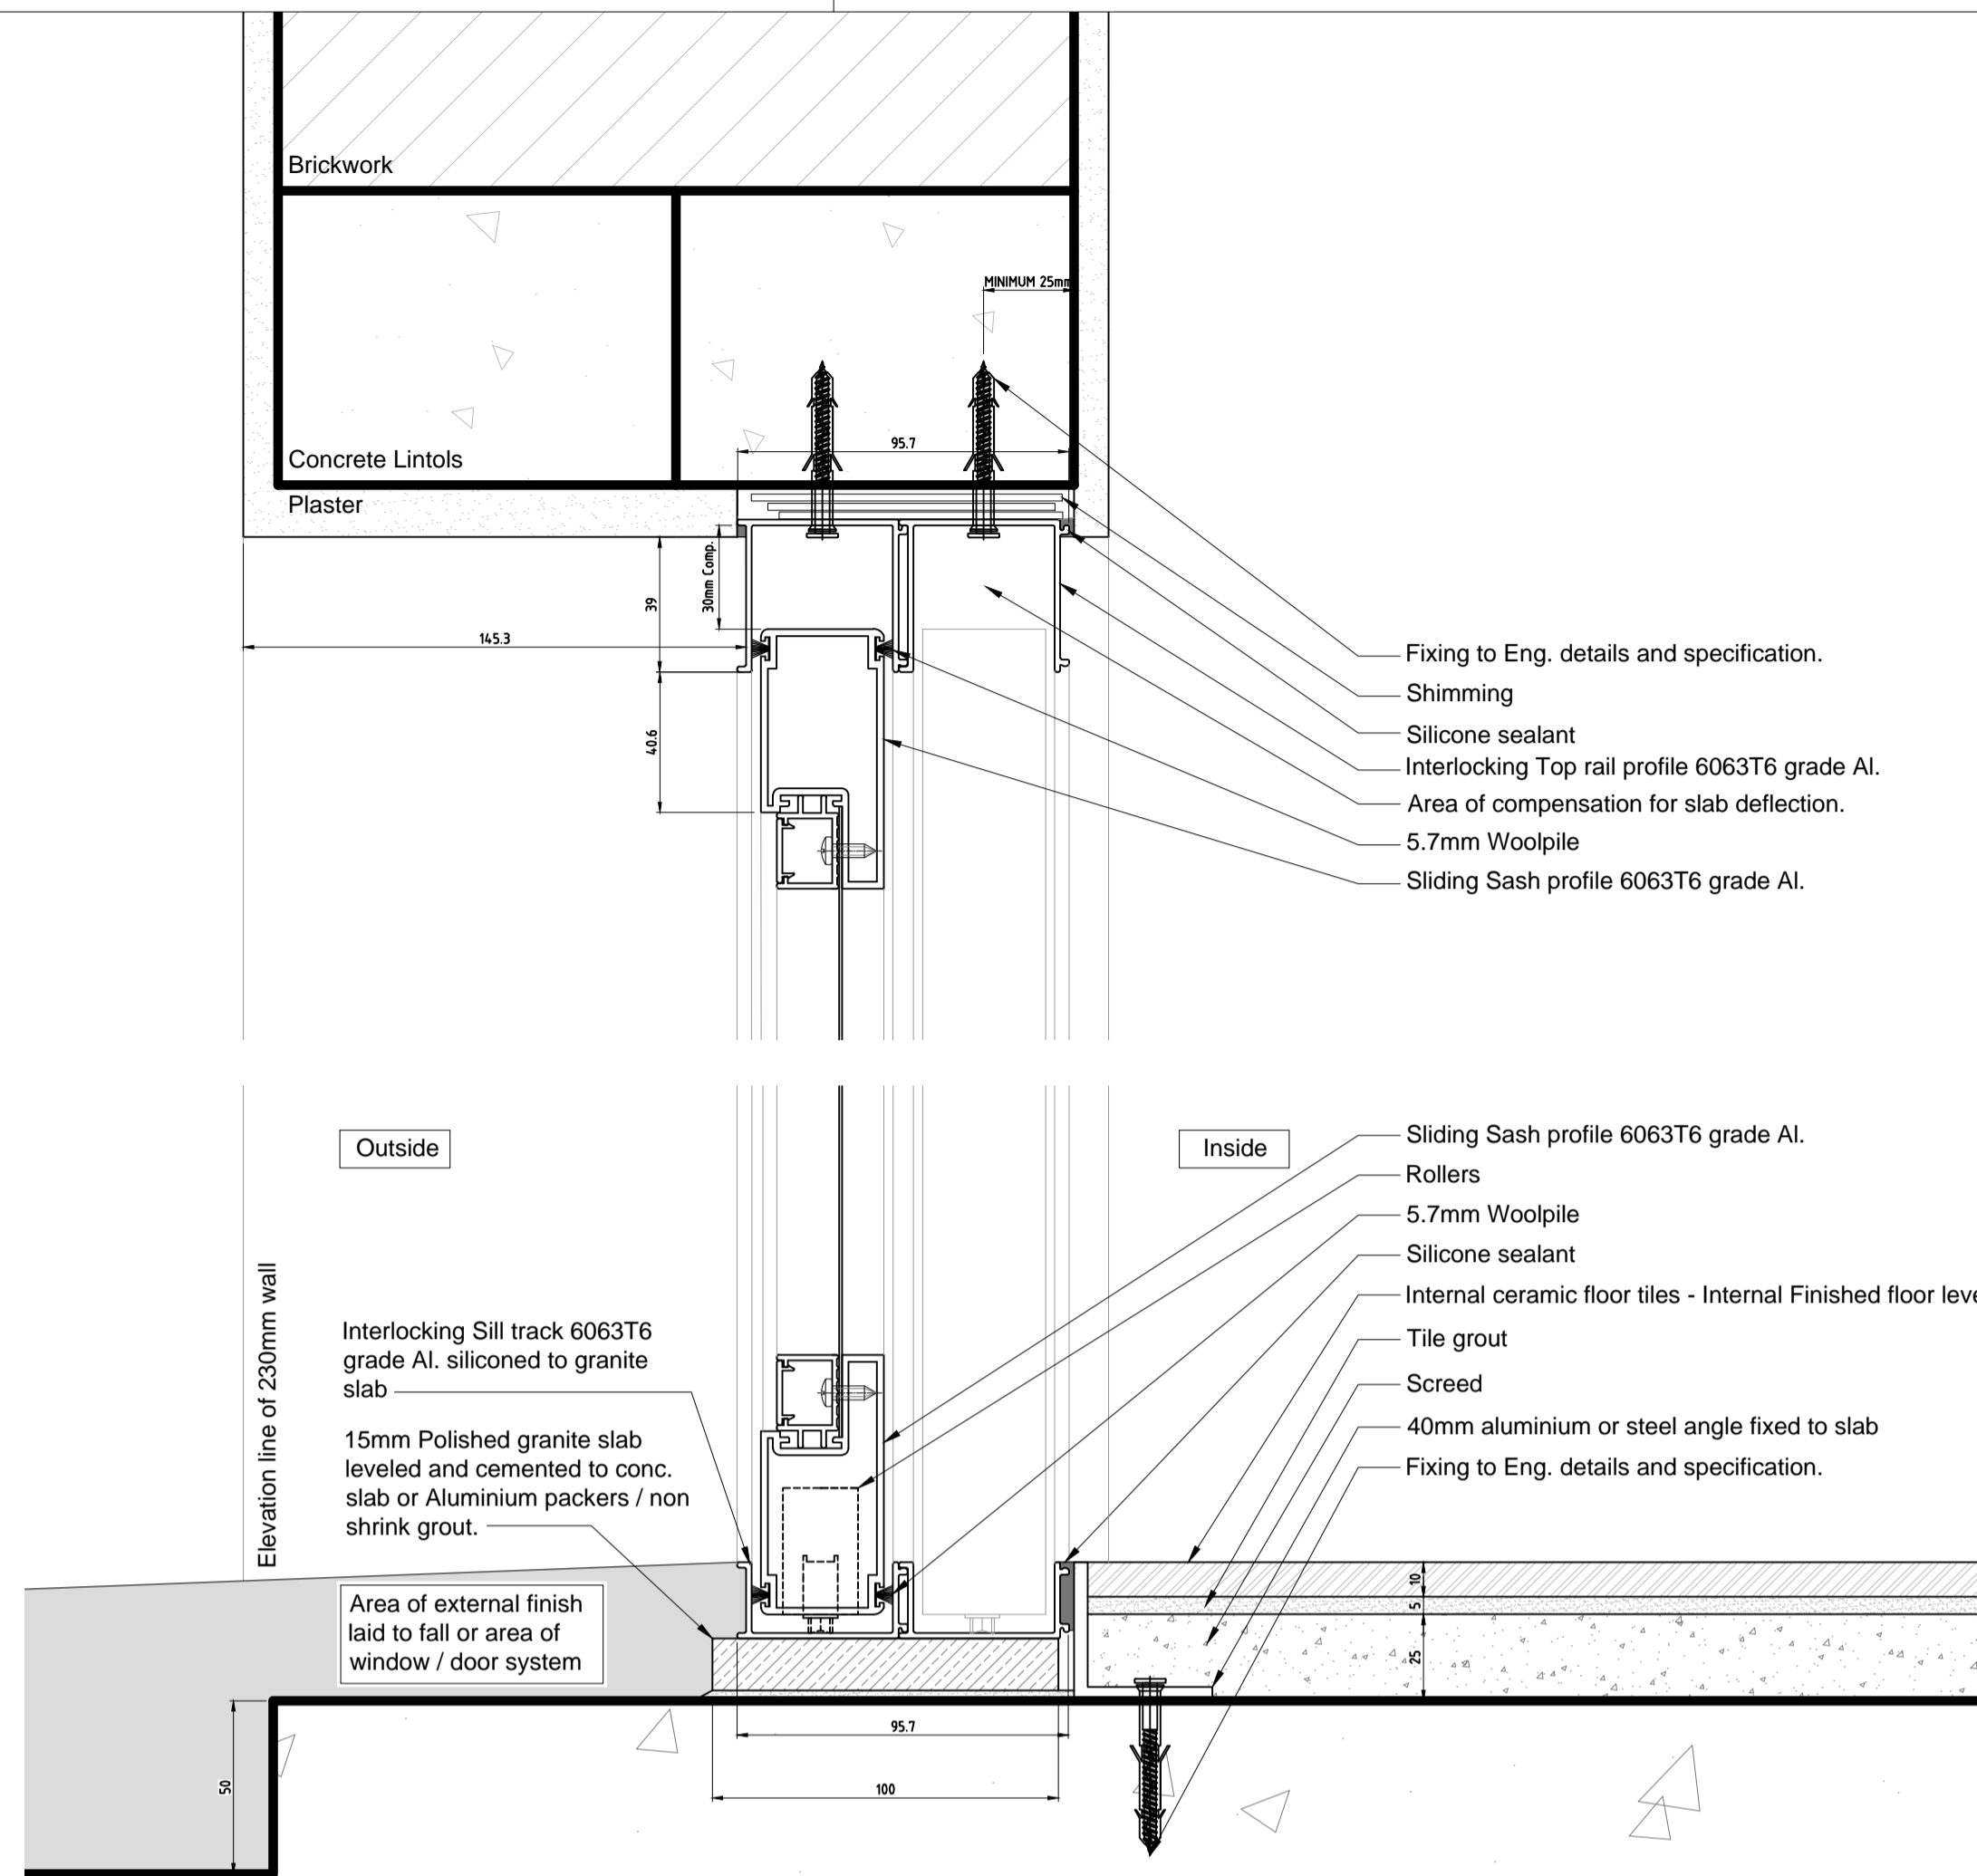 Brickwork
MINIMUM 25mm
Concrete Lintols
95.7
Plaster
30mm Comp.
39
145.3
40.6
Fixing to Eng. details and specification.
Shimming
Silicone sealant
Interlocking Top rail profile 6063T6 grade Al.
Area of compensation for slab deflection.
5.7mm Woolpile
Sliding Sash profile 6063T6 grade Al.
Outside
Inside
Sliding Sash profile 6063T6 grade Al.
Rollers
5.7mm Woolpile
Silicone sealant
Internal ceramic floor tiles - Internal Finished floor leve
Tile grout
Screed
40mm aluminium or steel angle fixed to slab
Fixing to Eng. details and specification.
Elevation line of 230mm wall
Interlocking Sill track 6063T6
grade Al. siliconed to granite
slab
15mm Polished granite slab
leveled and cemented to conc.
slab or Aluminium packers / non
shrink grout.
Area of external finish
laid to fall or area of
window / door system
10
5
25
95.7
50
100